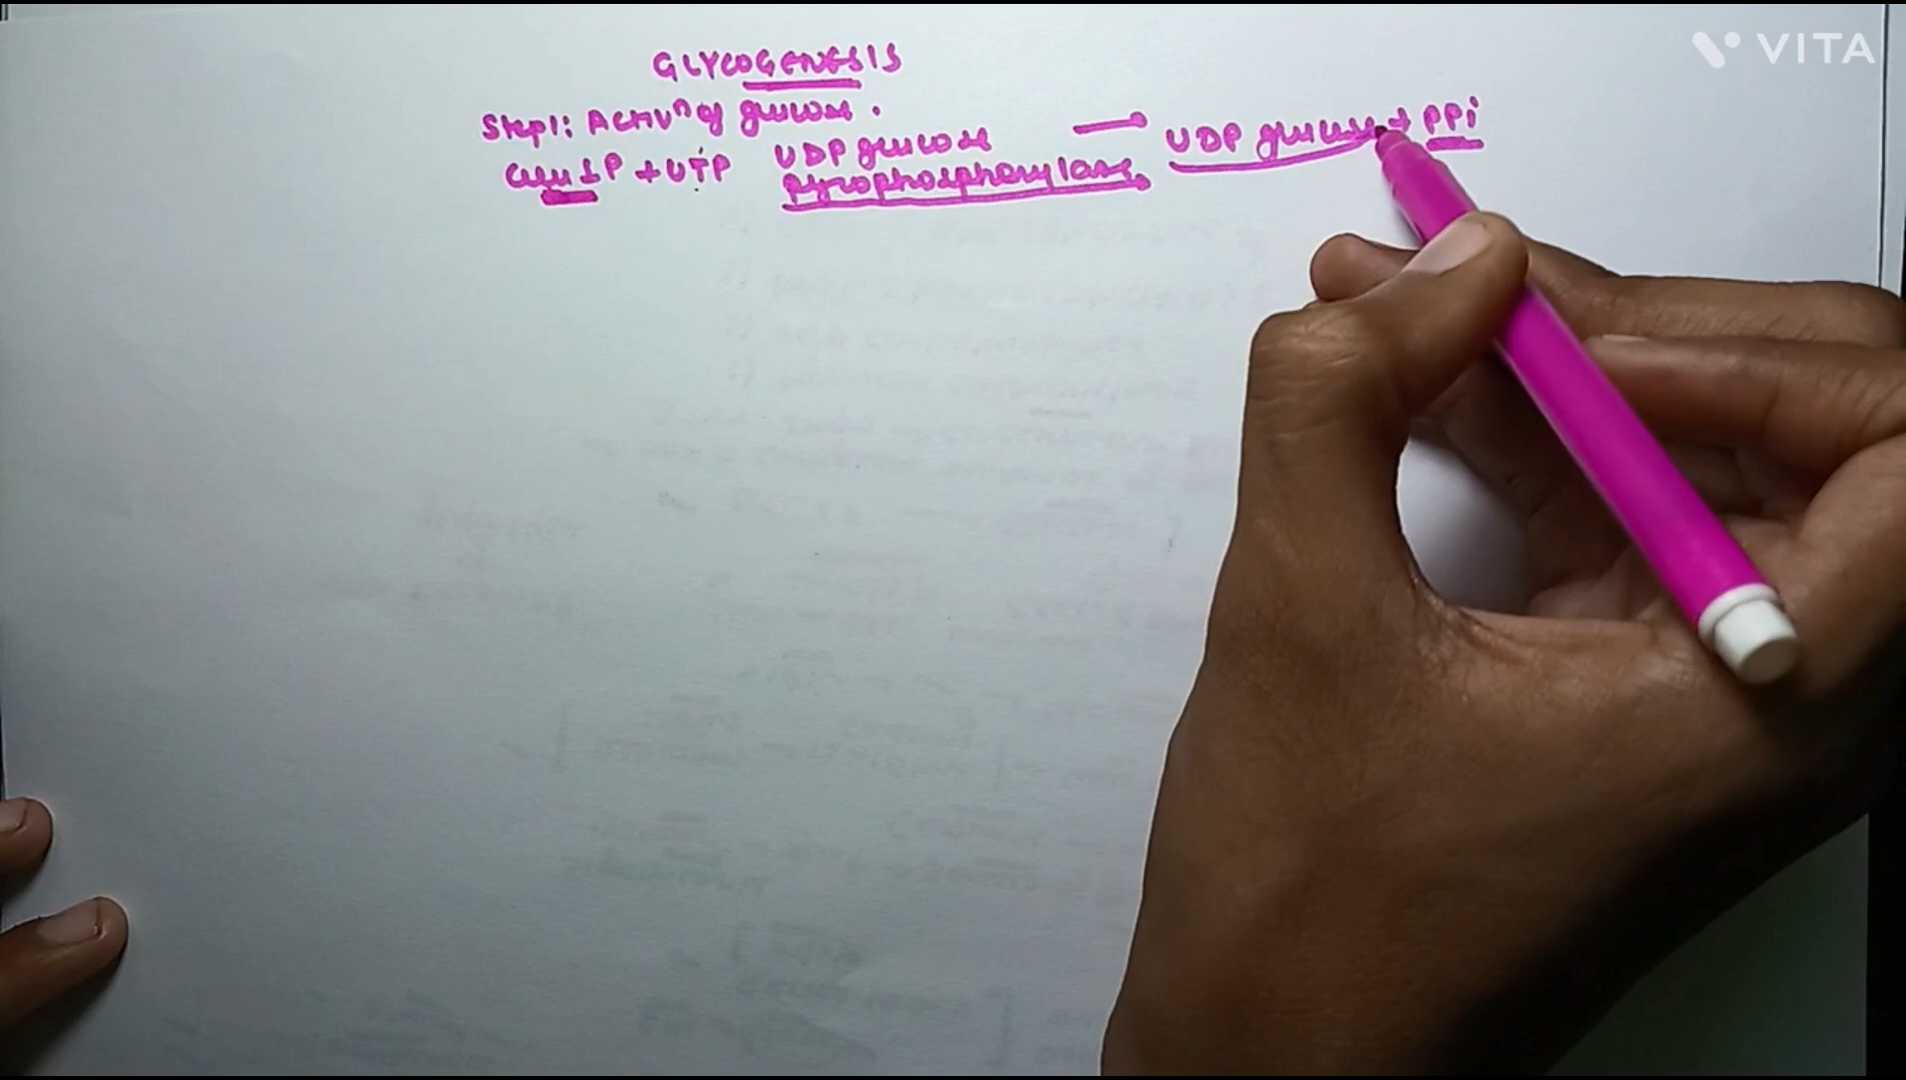 GLYCOGENESIS
Step1: Activn of glucose.
Glu 1P + UTP UDP glucose pyrophosphorylase → UDP glucose + PPi
VITA